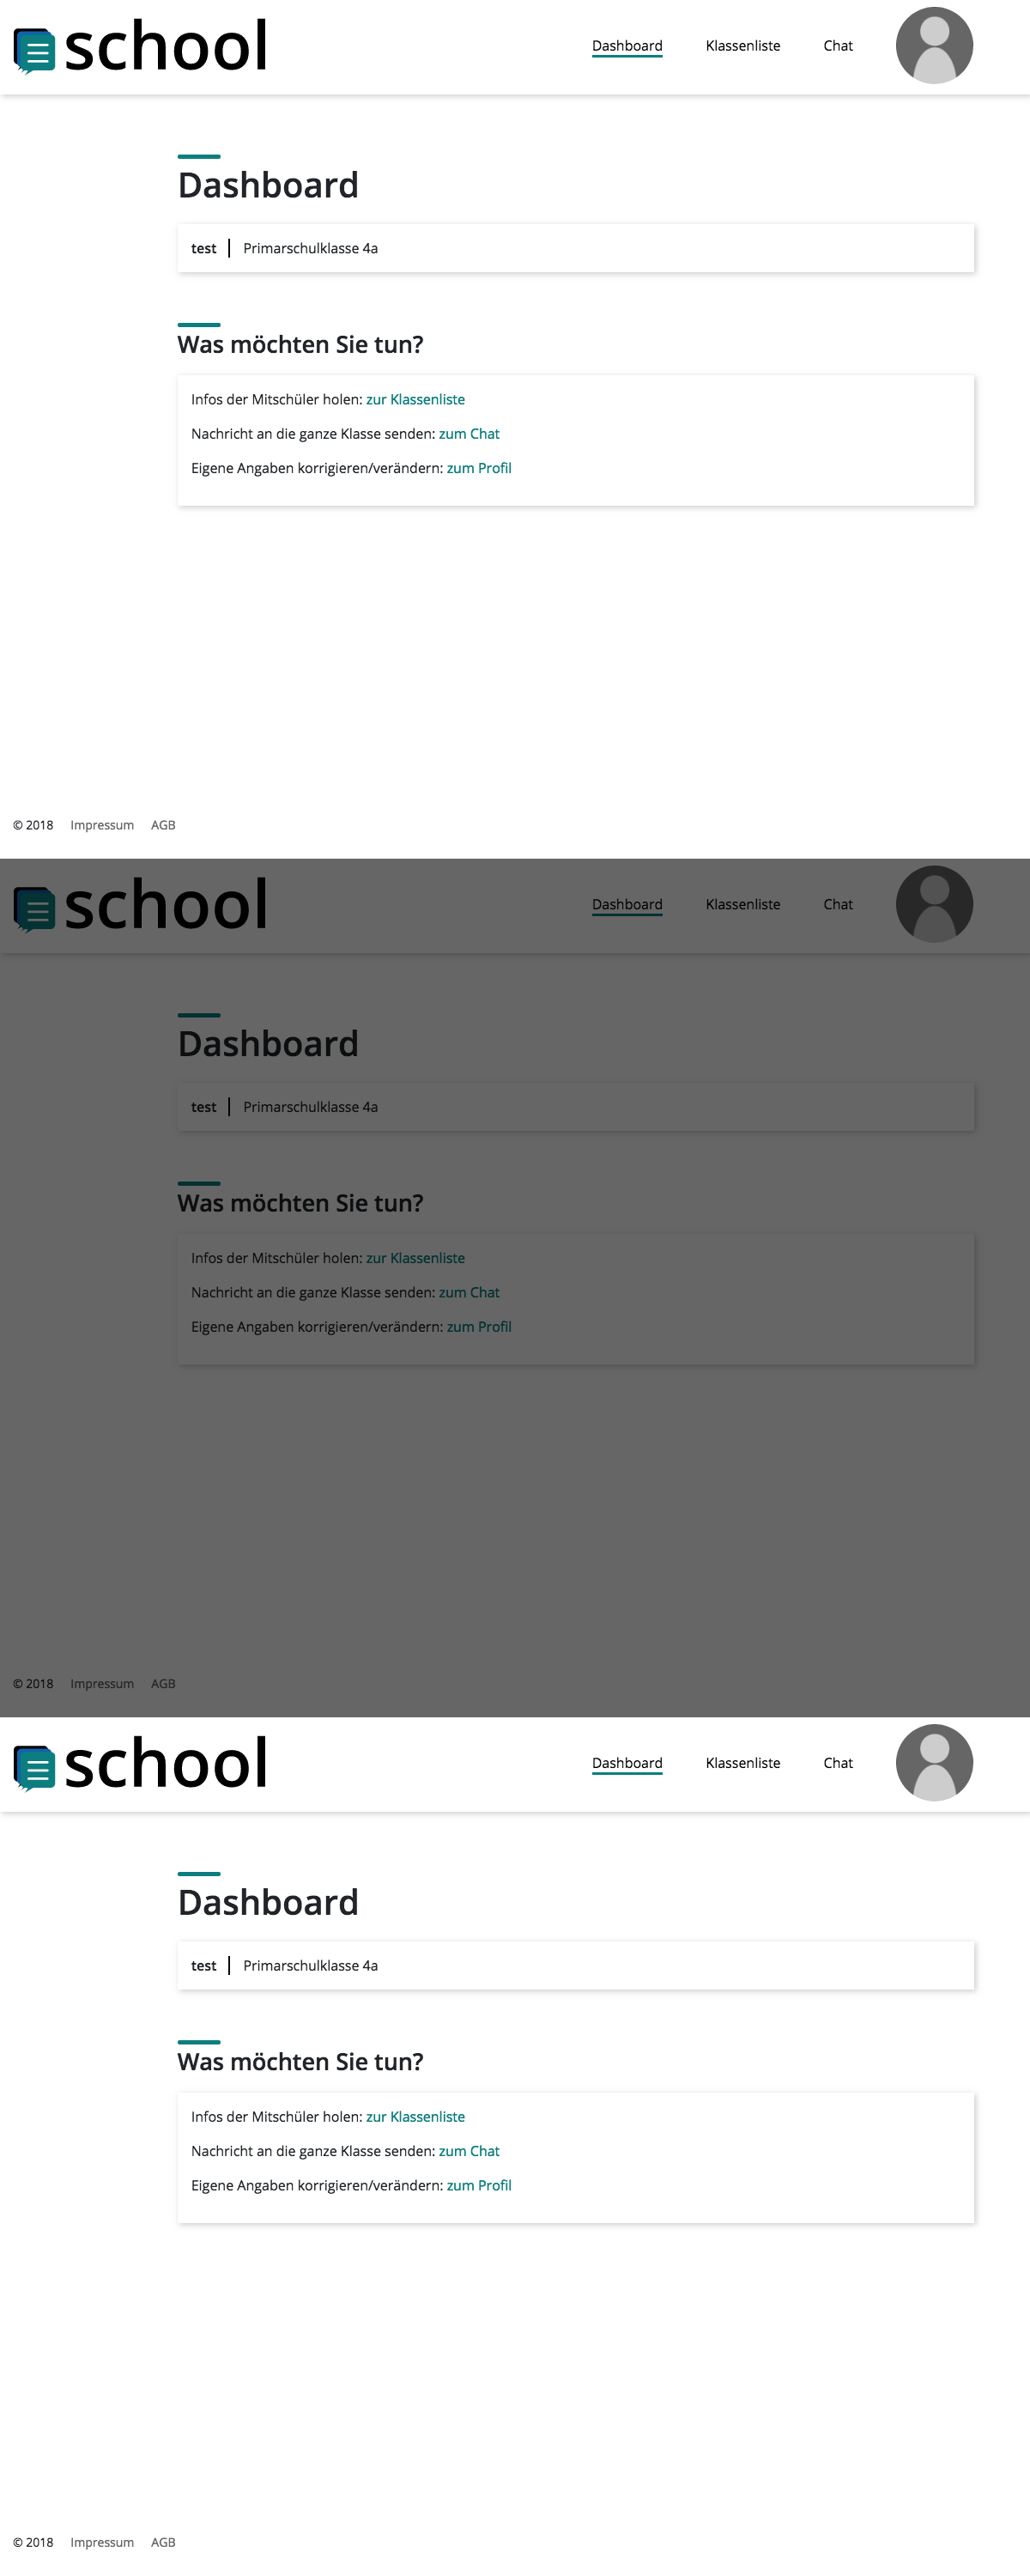 school
Dashboard Klassenliste Chat
Dashboard
test Primarschulklasse 4a
Was möchten Sie tun?
Infos der Mitschüler holen: zur Klassenliste
Nachricht an die ganze Klasse senden: zum Chat
Eigene Angaben korrigieren/verändern: zum Profil
© 2018 Impressum AGB
school
Dashboard Klassenliste Chat
Dashboard
test Primarschulklasse 4a
Was möchten Sie tun?
Infos der Mitschüler holen: zur Klassenliste
Nachricht an die ganze Klasse senden: zum Chat
Eigene Angaben korrigieren/verändern: zum Profil
© 2018 Impressum AGB
school
Dashboard Klassenliste Chat
Dashboard
test Primarschulklasse 4a
Was möchten Sie tun?
Infos der Mitschüler holen: zur Klassenliste
Nachricht an die ganze Klasse senden: zum Chat
Eigene Angaben korrigieren/verändern: zum Profil
© 2018 Impressum AGB